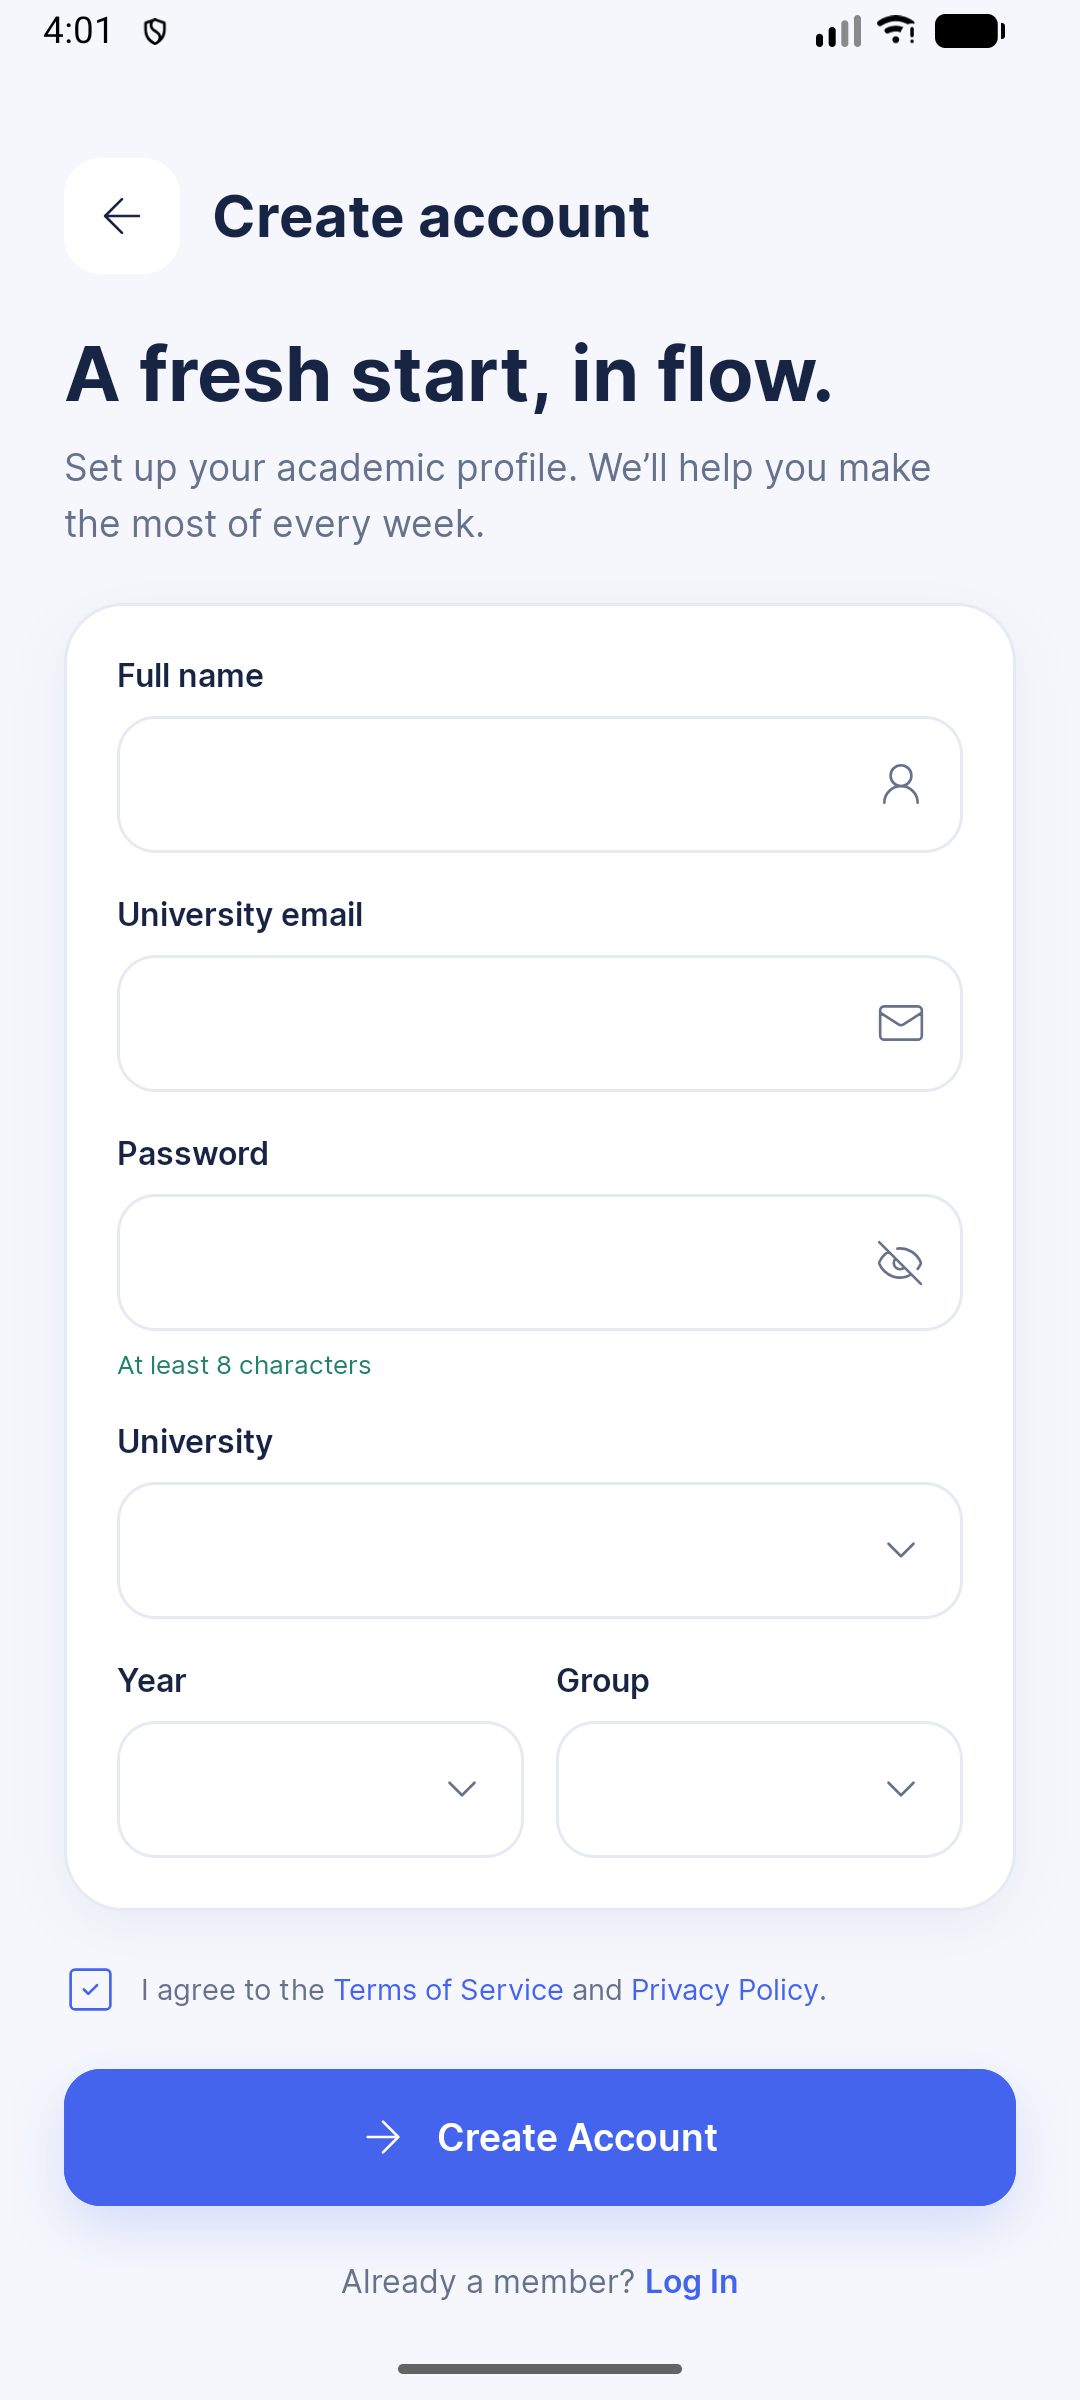 4:01
Create account
A fresh start, in flow.
Set up your academic profile. We’ll help you make
the most of every week.
Full name
University email
Password
At least 8 characters
University
Year Group
I agree to the Terms of Service and Privacy Policy.
Create Account
Already a member? Log In